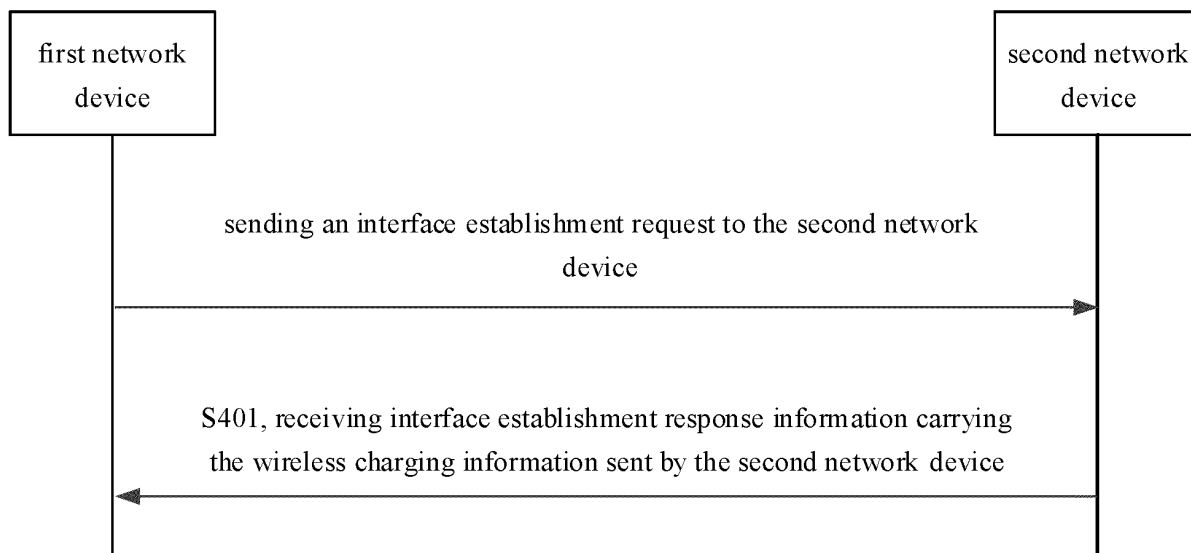 first network
device
second network
device
sending an interface establishment request to the second network
device
S401, receiving interface establishment response information carrying
the wireless charging information sent by the second network device